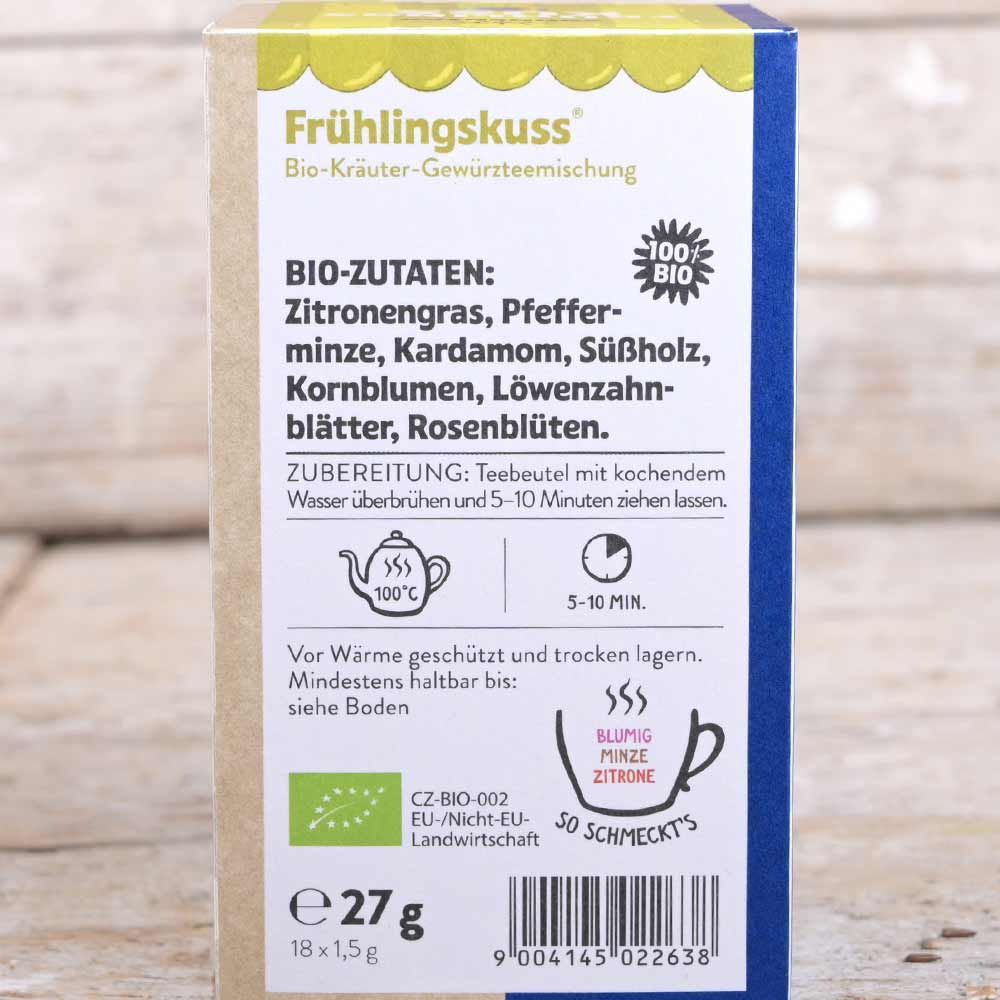 Frühlingskuss®
Bio-Kräuter-Gewürzteemischung
100% BIO
BIO-ZUTATEN:
Zitronengras, Pfeffer-
minze, Kardamom, Süßholz,
Kornblumen, Löwenzahn-
blätter, Rosenblüten.
ZUBEREITUNG: Teebeutel mit kochendem
Wasser überbrühen und 5–10 Minuten ziehen lassen.
100°C
5-10 MIN.
Vor Wärme geschützt und trocken lagern.
Mindestens haltbar bis:
siehe Boden
BLUMIG
MINZE
ZITRONE
SO SCHMECKT'S
CZ-BIO-002
EU-/Nicht-EU-
Landwirtschaft
℮ 27 g
18 x 1,5 g
9 004145 022638